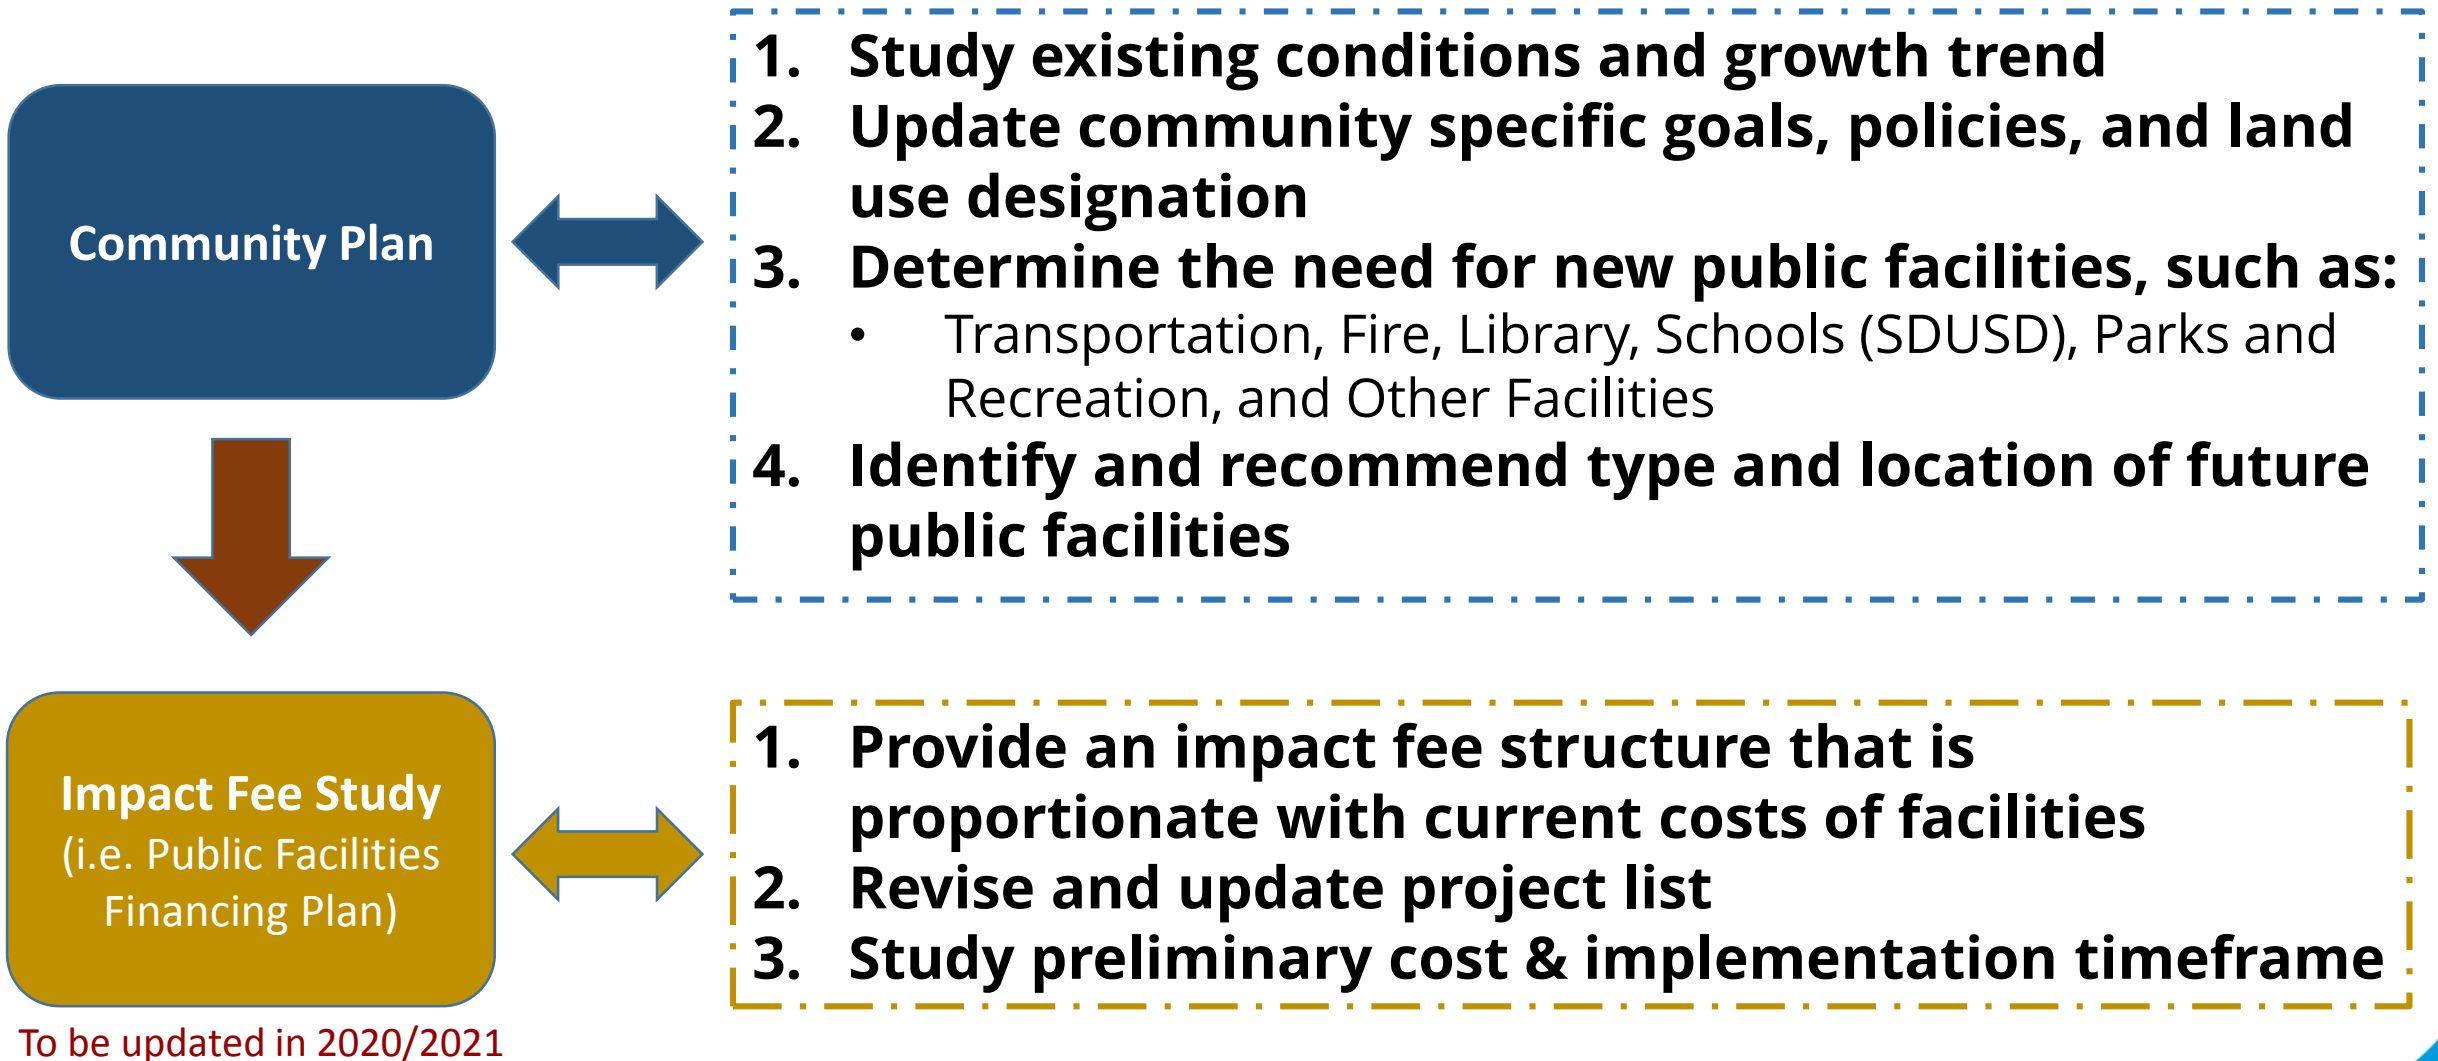 Community Plan
1. Study existing conditions and growth trend
2. Update community specific goals, policies, and land
use designation
3. Determine the need for new public facilities, such as:
• Transportation, Fire, Library, Schools (SDUSD), Parks and
Recreation, and Other Facilities
4. Identify and recommend type and location of future
public facilities
Impact Fee Study
(i.e. Public Facilities
Financing Plan)
To be updated in 2020/2021
1. Provide an impact fee structure that is
proportionate with current costs of facilities
2. Revise and update project list
3. Study preliminary cost & implementation timeframe